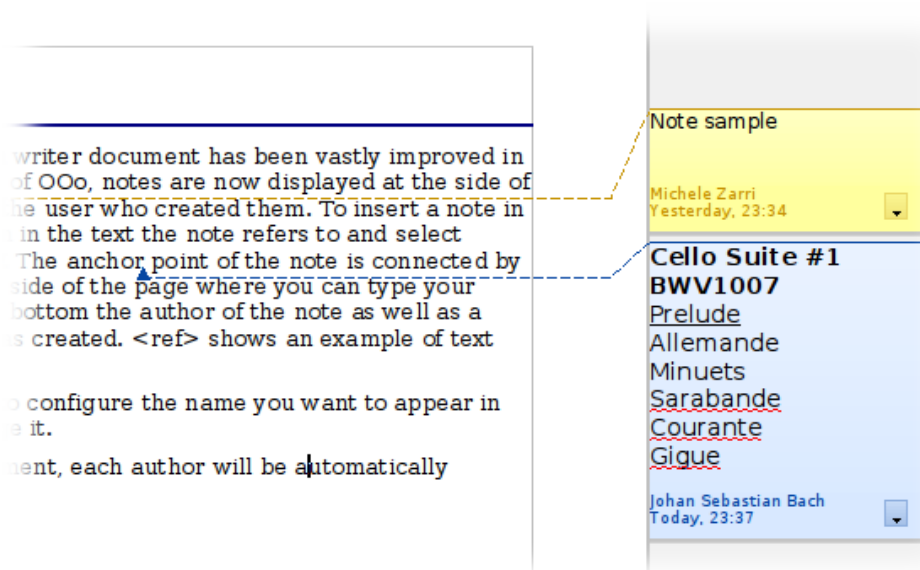 writer document has been vastly improved in
of OOo, notes are now displayed at the side of
he user who created them. To insert a note in
in the text the note refers to and select
The anchor point of the note is connected by
side of the page where you can type your
bottom the author of the note as well as a
s created. <ref> shows an example of text
configure the name you want to appear in
e it.
ent, each author will be automatically
Note sample
Michele Zarri
Yesterday, 23:34
Cello Suite #1
BWV1007
Prelude
Allemande
Minuets
Sarabande
Courante
Gigue
Johan Sebastian Bach
Today, 23:37